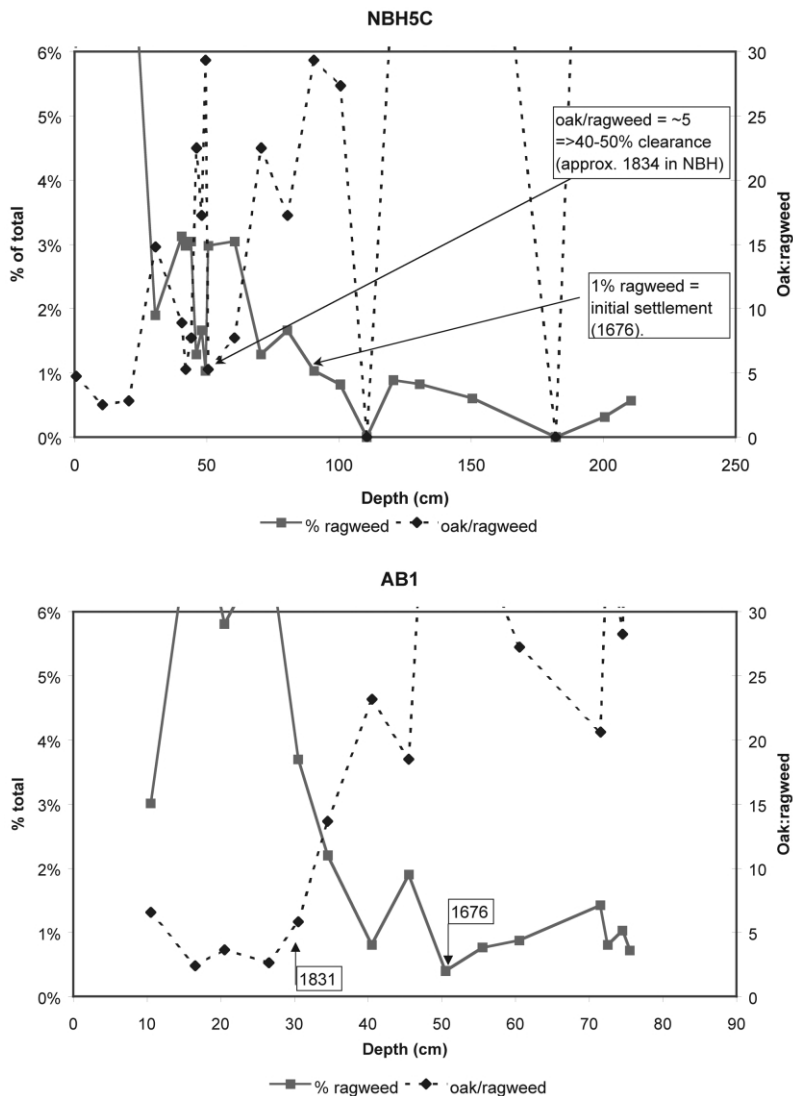 NBH5C
6%
5%
4%
3%
2%
1%
0%
% of total
30
25
20
15
10
5
0
Oak:ragweed
oak/ragweed = ~5
=>40-50% clearance
(approx. 1834 in NBH)
1% ragweed =
initial settlement
(1676).
0
50
100
150
200
250
Depth (cm)
% ragweed
oak/ragweed
AB1
6%
5%
4%
3%
2%
1%
0%
% total
30
25
20
15
10
5
0
Oak:ragweed
1676
1831
0
10
20
30
40
50
60
70
80
90
Depth (cm)
% ragweed
oak/ragweed